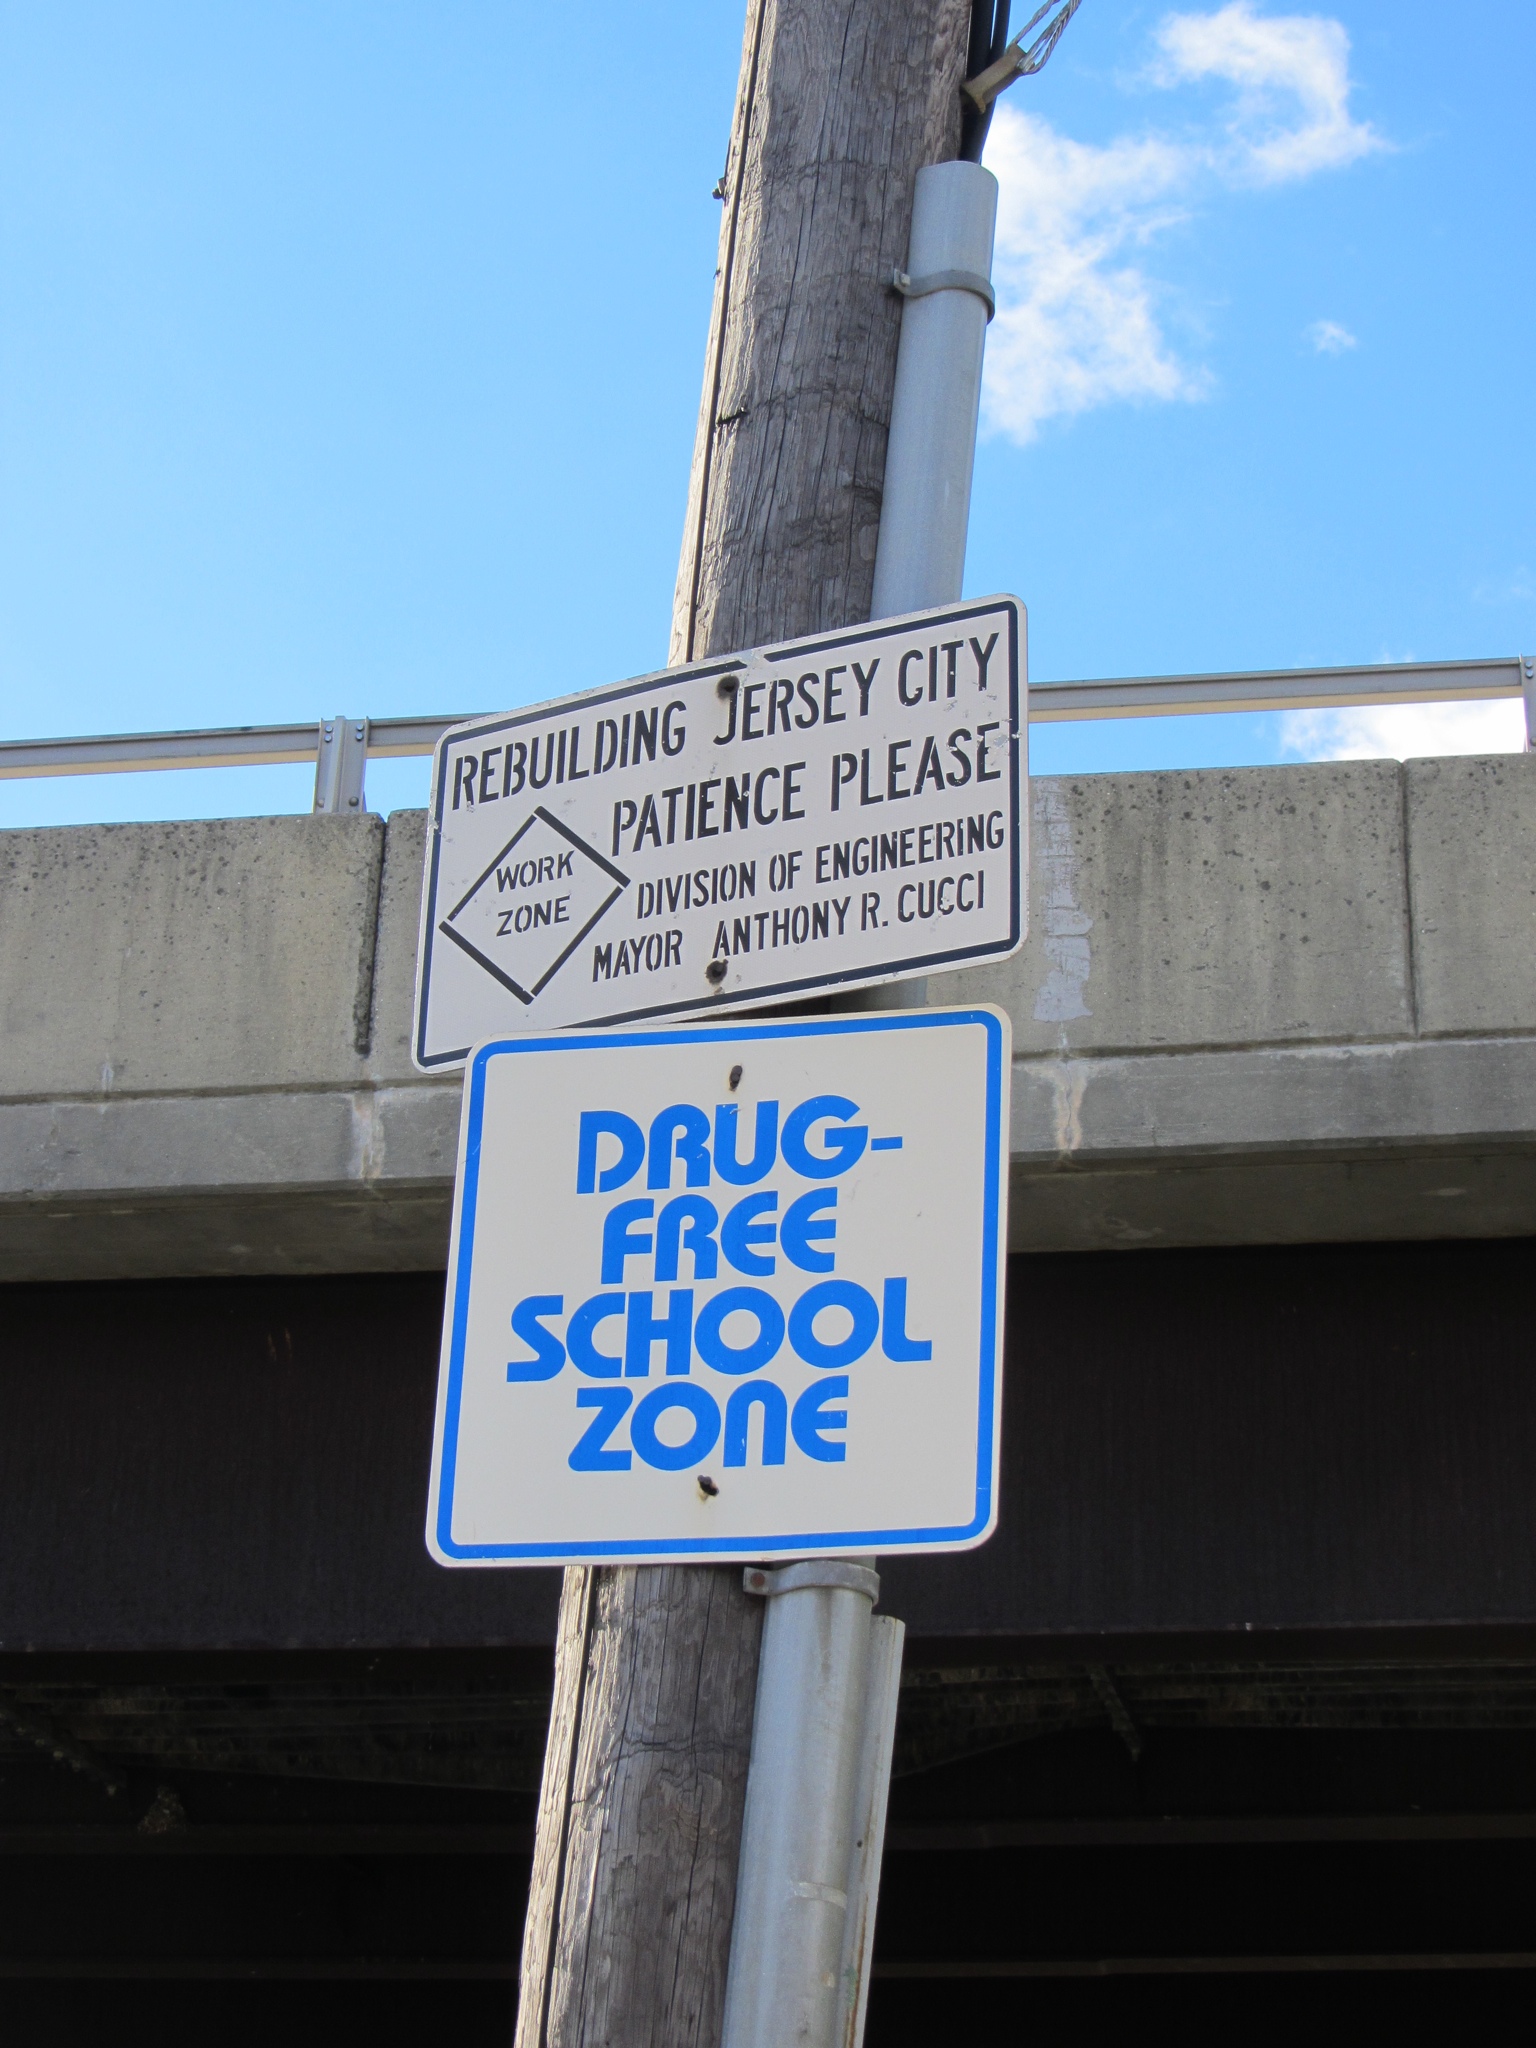 REBUILDING JERSEY CITY
PATIENCE PLEASE
WORK
ZONE
DIVISION OF ENGINEERING
MAYOR ANTHONY R. CUCCI
DRUG-
FREE
SCHOOL
ZONE